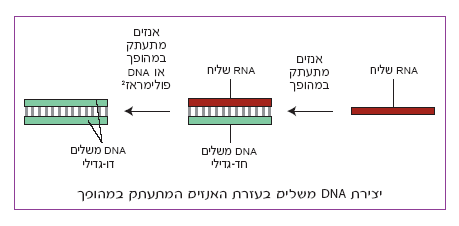 RNA שליח
אנזים
מתעתק
במהופך
RNA שליח
DNA משלים
חד-גדילי
אנזים
מתעתק
במהופך
או DNA
פולימראז²
DNA משלים
דו-גדילי
יצירת DNA משלים בעזרת האנזים המתעתק במהופך